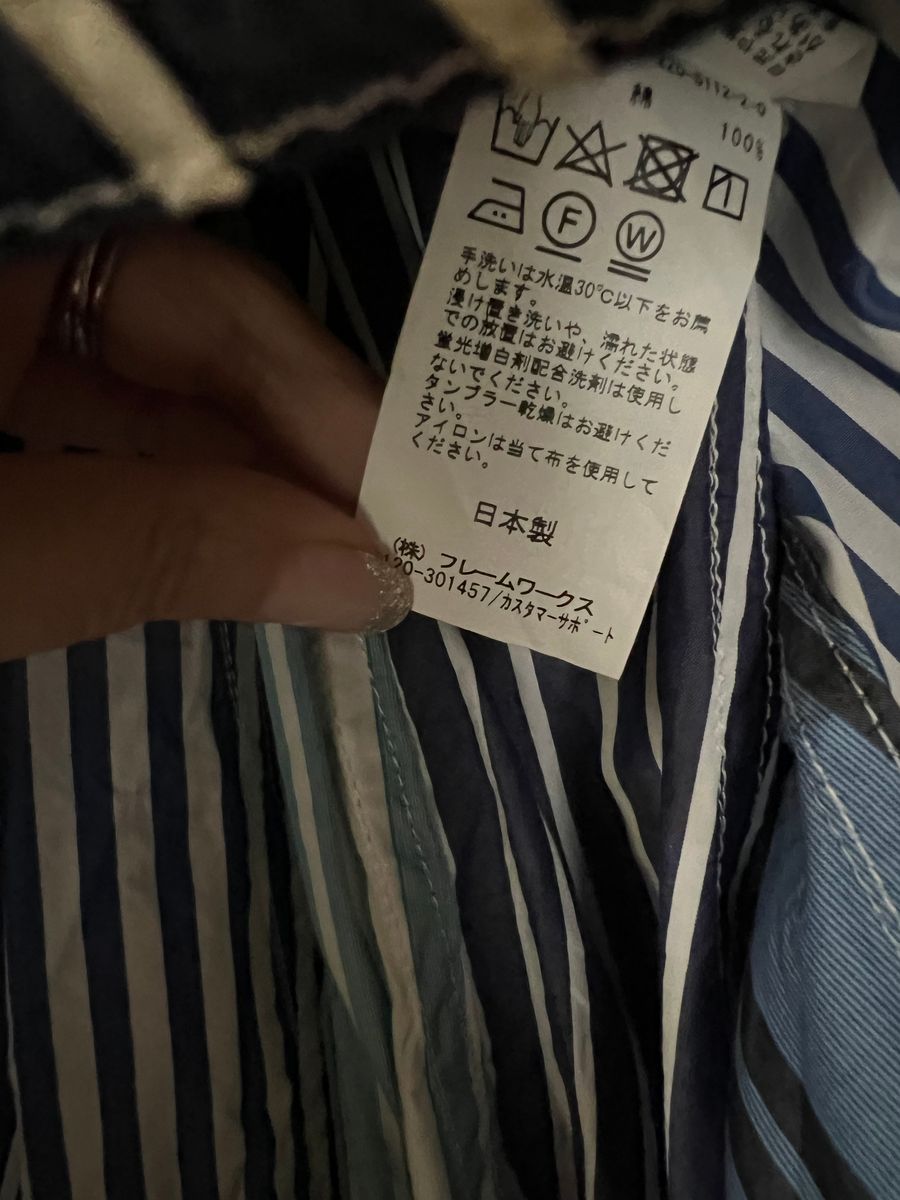 綿
100%
F
W
手洗いは水温30℃以下をお薦
めします。
浸け置き洗いや、濡れた状態
での放置はお避けください。
蛍光増白剤配合洗剤は使用し
ないでください。
タンブラー乾燥はお避けくだ
さい。
アイロンは当て布を使用して
ください。
日本製
(株) フレームワークス
120-301457/カスタマーサポート